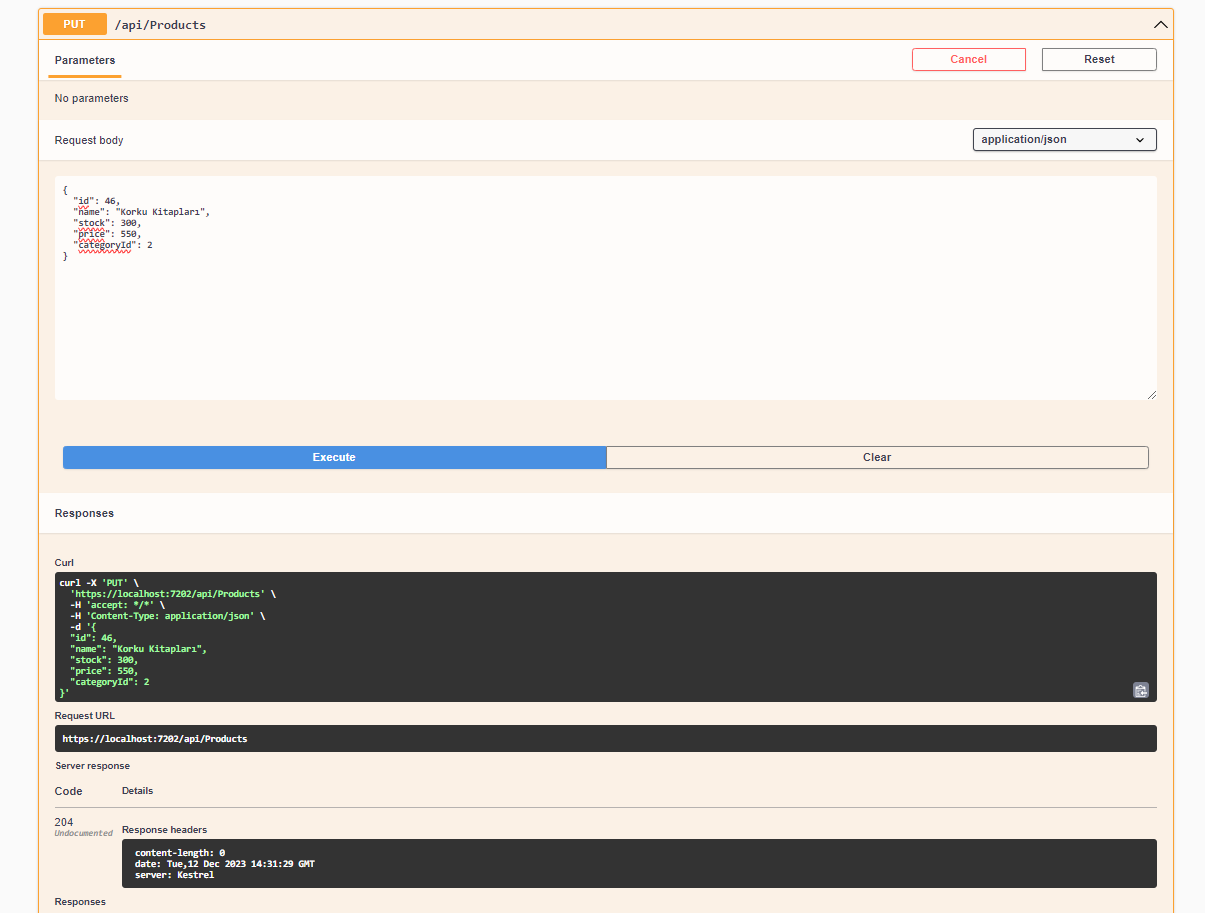 PUT /api/Products
Parameters Cancel Reset
No parameters
Request body application/json
{
"id": 46,
"name": "Korku Kitapları",
"stock": 300,
"price": 550,
"categoryId": 2
}
Execute Clear
Responses
Curl
curl -X 'PUT' \
'https://localhost:7202/api/Products' \
-H 'accept: */*' \
-H 'Content-Type: application/json' \
-d '{
"id": 46,
"name": "Korku Kitapları",
"stock": 300,
"price": 550,
"categoryId": 2
}'
Request URL
https://localhost:7202/api/Products
Server response
Code Details
204
Undocumented
Response headers
content-length: 0
date: Tue,12 Dec 2023 14:31:29 GMT
server: Kestrel
Responses